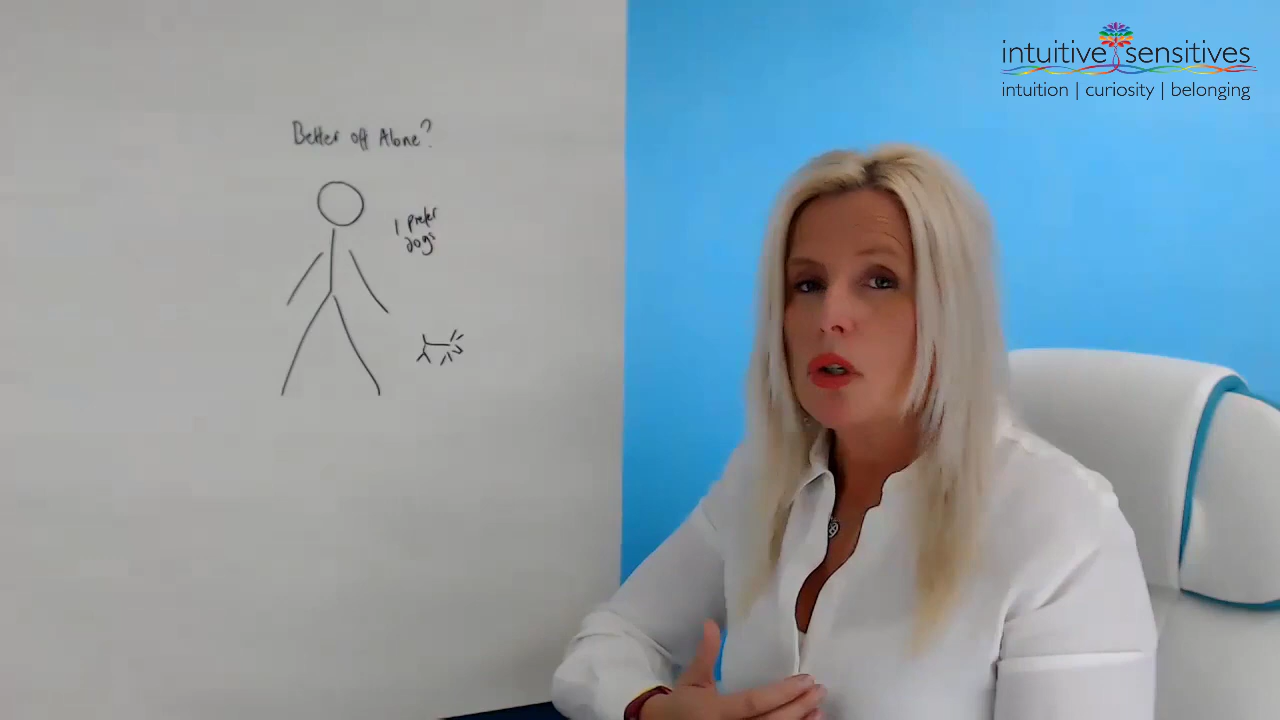 intuitive sensitives
intuition | curiosity | belonging
Better off Alone?
I prefer
dogs